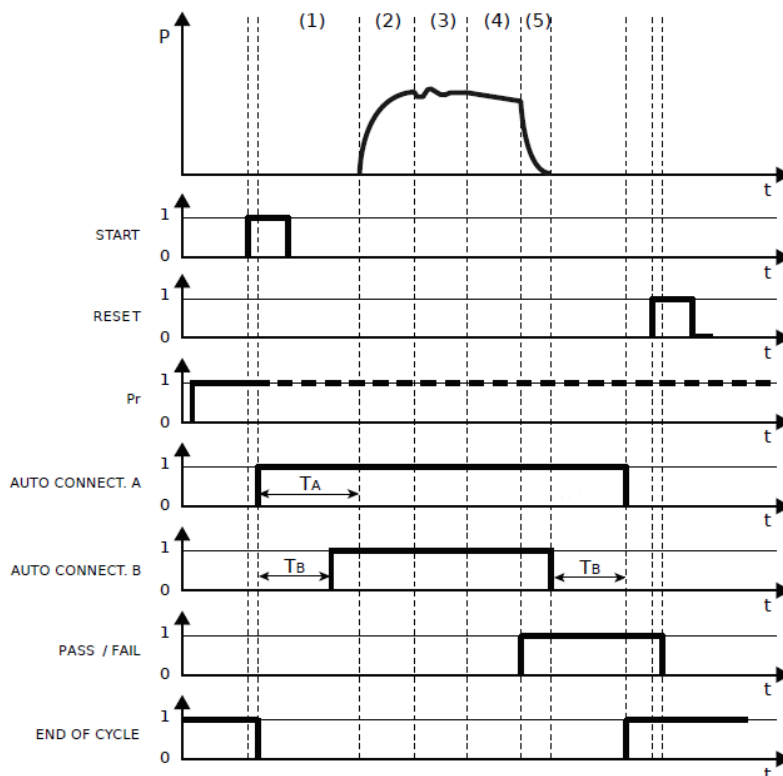 (1) (2) (3) (4) (5)
P
t
START 1
0
t
RESET 1
0
t
Pr 1
0
t
AUTO CONNECT. A 1
TA
0
t
AUTO CONNECT. B 1
TB TB
0
t
PASS / FAIL 1
0
t
END OF CYCLE 1
0
t